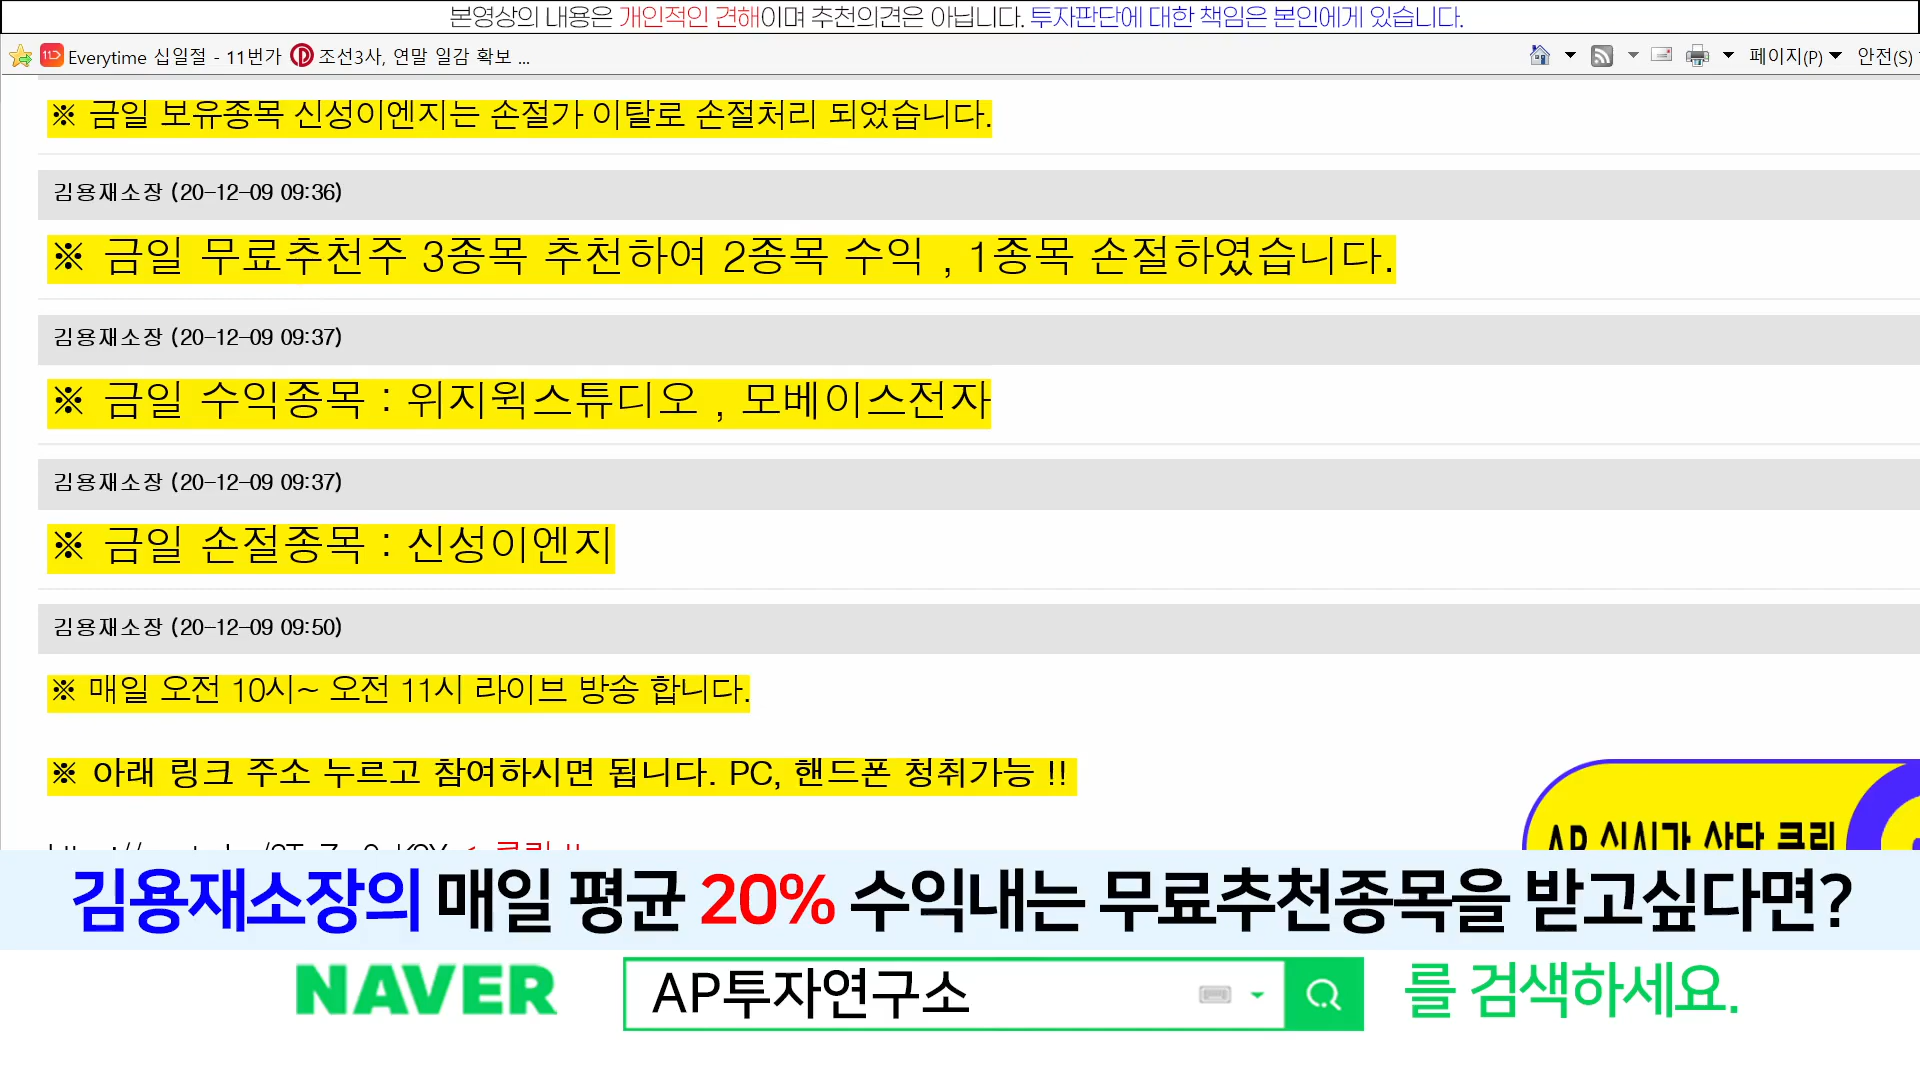 본영상의 내용은 개인적인 견해이며 추천의견은 아닙니다. 투자판단에 대한 책임은 본인에게 있습니다.
Everytime 십일절 - 11번가 조선3사, 연말 일감 확보 ... 페이지(P) 안전(S)
※ 금일 보유종목 신성이엔지는 손절가 이탈로 손절처리 되었습니다.
김용재소장 (20-12-09 09:36)
※ 금일 무료추천주 3종목 추천하여 2종목 수익 , 1종목 손절하였습니다.
김용재소장 (20-12-09 09:37)
※ 금일 수익종목 : 위지윅스튜디오 , 모베이스전자
김용재소장 (20-12-09 09:37)
※ 금일 손절종목 : 신성이엔지
김용재소장 (20-12-09 09:50)
※ 매일 오전 10시~ 오전 11시 라이브 방송 합니다.
※ 아래 링크 주소 누르고 참여하시면 됩니다. PC, 핸드폰 청취가능 !!
AP 실시간 상담 클릭
김용재소장의 매일 평균 20% 수익내는 무료추천종목을 받고싶다면?
NAVER AP투자연구소 를 검색하세요.